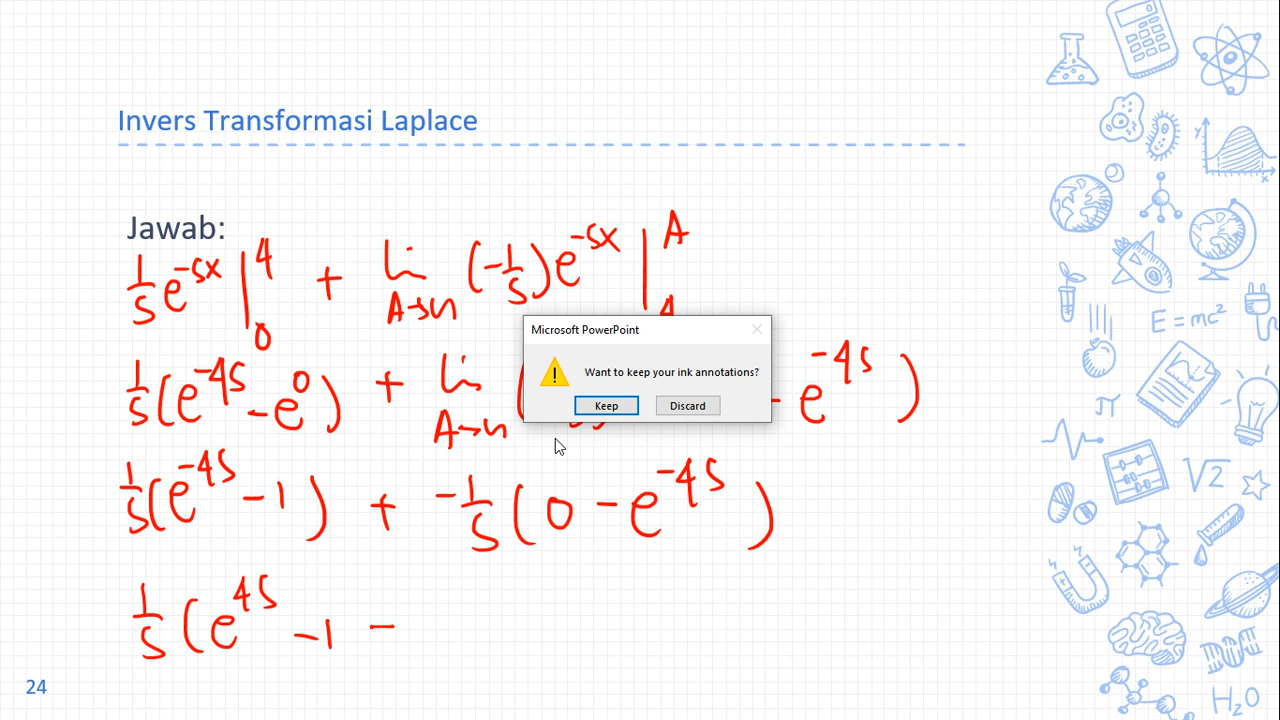 Invers Transformasi Laplace
Jawab:
1/s e^-sx |_0^4 + lim_A→∞ (-1/s) e^-sx |_4^A
1/s (e^-4s - e^0) + lim_A→∞ ( - e^-4s )
1/s (e^-4s - 1) + -1/s (0 - e^-4s)
1/s (e^4s - 1 -
Microsoft PowerPoint
Want to keep your ink annotations?
Keep
Discard
24
y
x
E = mc²
π
√2
H₂O